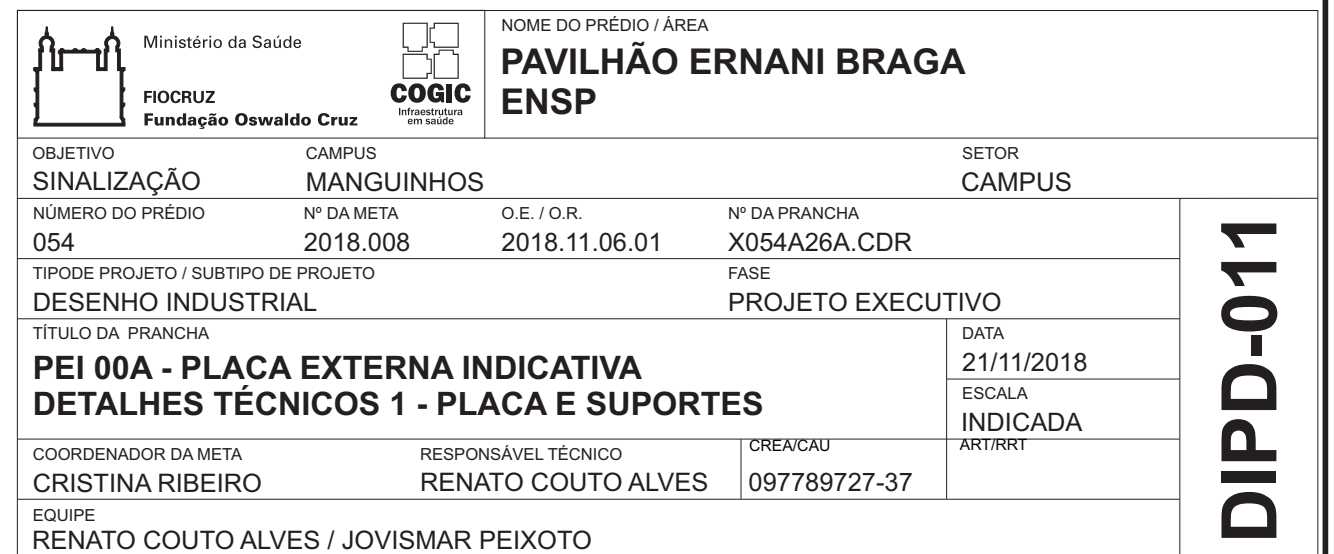 Ministério da Saúde
FIOCRUZ
Fundação Oswaldo Cruz
COGIC
Infraestrutura
em saúde
NOME DO PRÉDIO / ÁREA
PAVILHÃO ERNANI BRAGA
ENSP
OBJETIVO CAMPUS SETOR
SINALIZAÇÃO MANGUINHOS CAMPUS
NÚMERO DO PRÉDIO Nº DA META O.E. / O.R. Nº DA PRANCHA
054 2018.008 2018.11.06.01 X054A26A.CDR
TIPODE PROJETO / SUBTIPO DE PROJETO FASE
DESENHO INDUSTRIAL PROJETO EXECUTIVO
TÍTULO DA PRANCHA
PEI 00A - PLACA EXTERNA INDICATIVA
DETALHES TÉCNICOS 1 - PLACA E SUPORTES
DATA
21/11/2018
ESCALA
INDICADA
COORDENADOR DA META RESPONSÁVEL TÉCNICO CREA/CAU ART/RRT
CRISTINA RIBEIRO RENATO COUTO ALVES 097789727-37
EQUIPE
RENATO COUTO ALVES / JOVISMAR PEIXOTO
DIPD-011